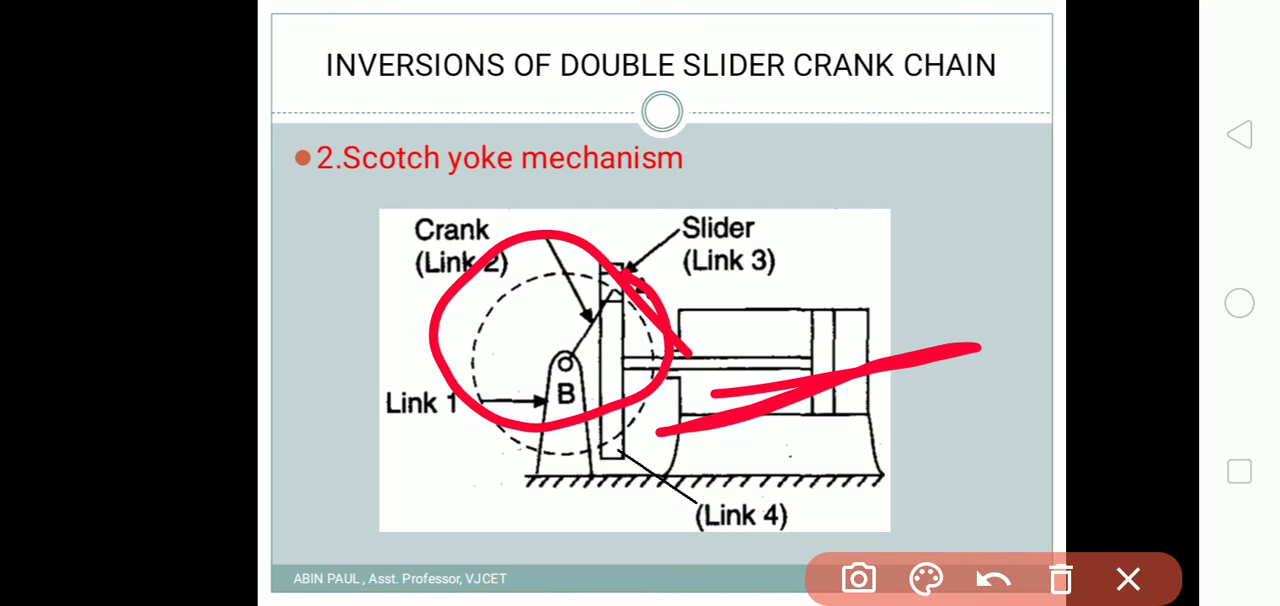 INVERSIONS OF DOUBLE SLIDER CRANK CHAIN
2.Scotch yoke mechanism
Crank
(Link 2)
Slider
(Link 3)
Link 1
B
(Link 4)
ABIN PAUL , Asst. Professor, VJCET